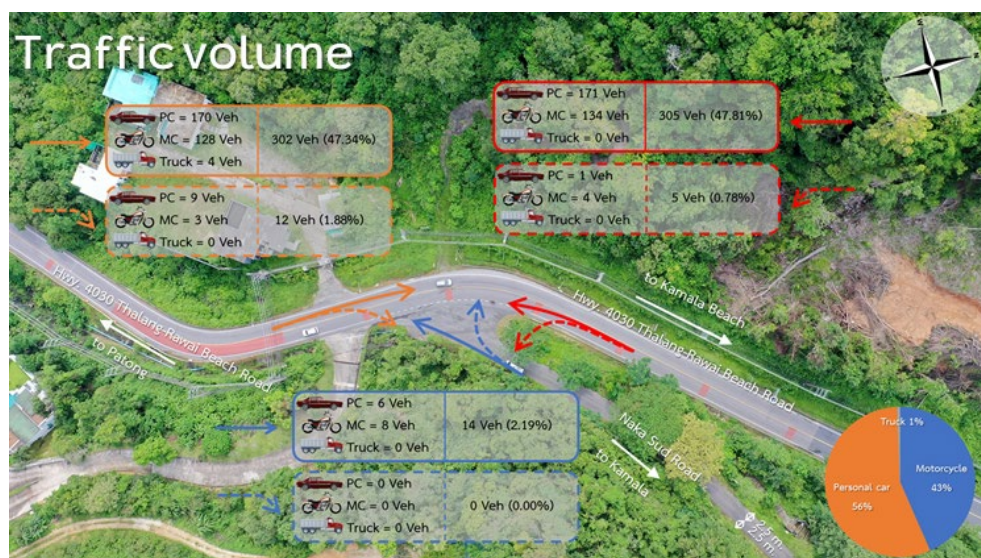 Traffic volume
PC = 170 Veh
MC = 128 Veh
Truck = 4 Veh
302 Veh (47.34%)
PC = 9 Veh
MC = 3 Veh
Truck = 0 Veh
12 Veh (1.88%)
PC = 171 Veh
MC = 134 Veh
Truck = 0 Veh
305 Veh (47.81%)
PC = 1 Veh
MC = 4 Veh
Truck = 0 Veh
5 Veh (0.78%)
Hwy. 4030 Thalang-Rawai Beach Road
to Patong
to Kamala Beach
Hwy. 4030 Thalang-Rawai Beach Road
PC = 6 Veh
MC = 8 Veh
Truck = 0 Veh
14 Veh (2.19%)
PC = 0 Veh
MC = 0 Veh
Truck = 0 Veh
0 Veh (0.00%)
Naka Sud Road
to Kamala
2.5 m.
2.5 m.
Truck 1%
Motorcycle
43%
Personal car
56%